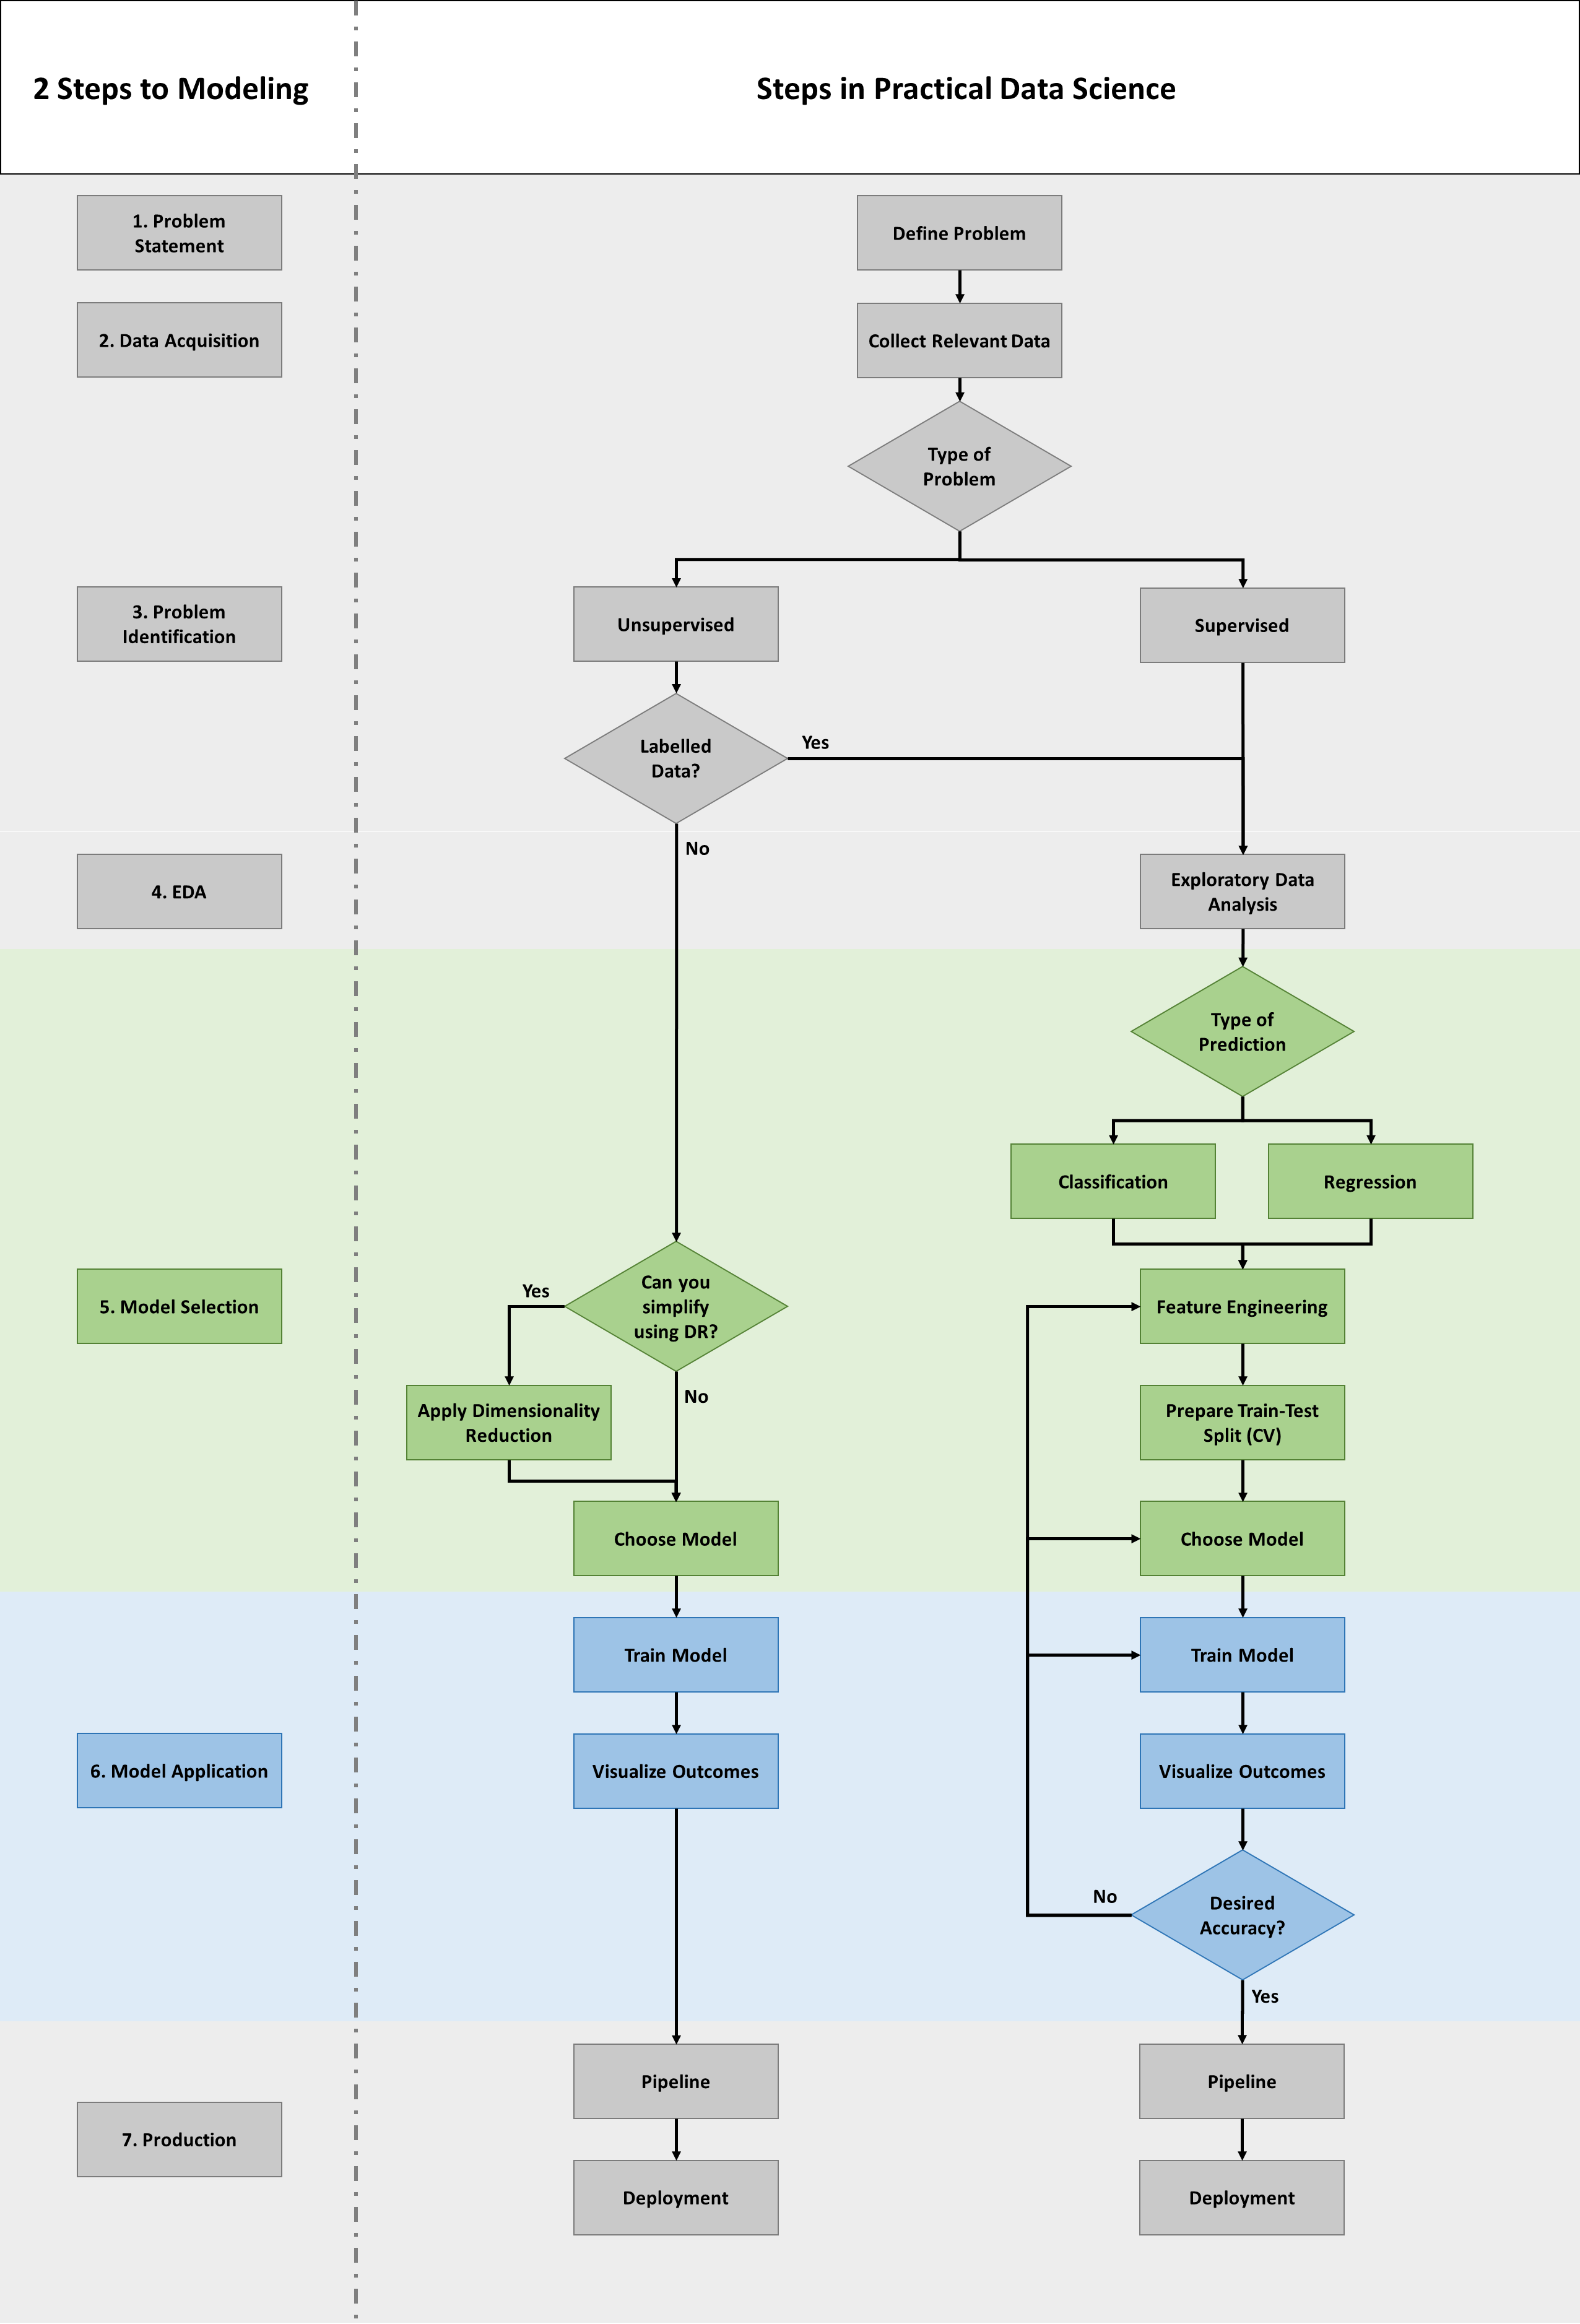 2 Steps to Modeling
Steps in Practical Data Science
1. Problem
Statement
Define Problem
2. Data Acquisition
Collect Relevant Data
Type of
Problem
3. Problem
Identification
Unsupervised
Supervised
Labelled
Data?
Yes
No
4. EDA
Exploratory Data
Analysis
Type of
Prediction
Classification
Regression
5. Model Selection
Yes
Can you
simplify
using DR?
No
Feature Engineering
Apply Dimensionality
Reduction
Prepare Train-Test
Split (CV)
Choose Model
Choose Model
Train Model
Train Model
6. Model Application
Visualize Outcomes
Visualize Outcomes
No
Desired
Accuracy?
Yes
7. Production
Pipeline
Pipeline
Deployment
Deployment